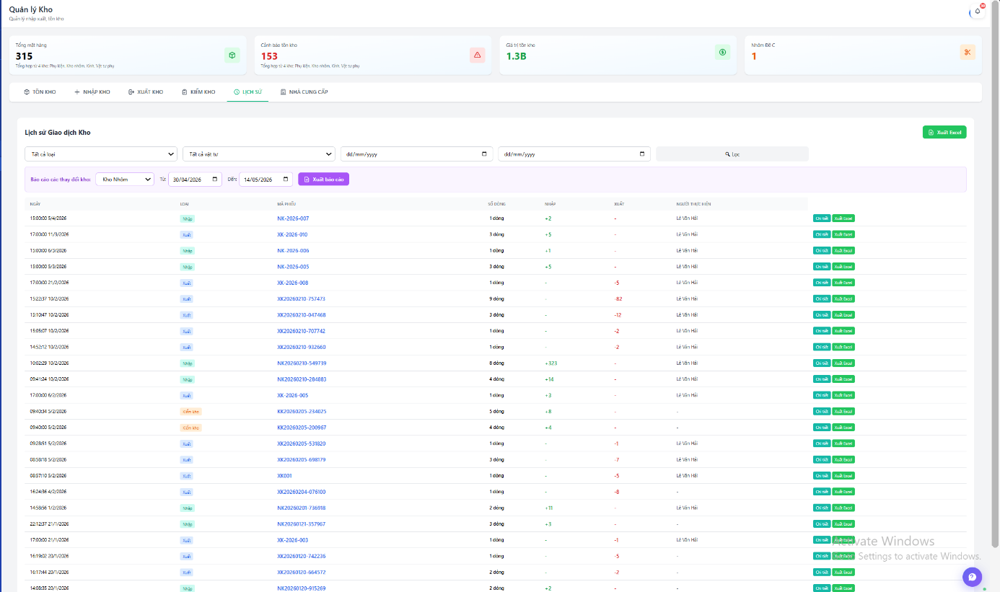 Quản lý Kho
Quản lý nhập xuất, tồn kho
Tổng mặt hàng
315
Tổng hợp từ 4 kho: Phụ kiện, Kho nhôm, Kính, Vật tư phụ
Cảnh báo tồn kho
153
Tổng hợp từ 4 kho: Phụ kiện, Kho nhôm, Kính, Vật tư phụ
Giá trị tồn kho
1.3B
Nhôm Đề C
1
TỒN KHO NHẬP KHO XUẤT KHO KIỂM KHO LỊCH SỬ NHÀ CUNG CẤP
Lịch sử Giao dịch Kho Xuất Excel
Tất cả loại Tất cả vật tư dd/mm/yyyy dd/mm/yyyy Lọc
Báo cáo các thay đổi kho: Kho Nhôm Từ: 30/04/2026 Đến: 14/05/2026 Xuất báo cáo
NGÀY LOẠI MÃ PHIẾU SỐ DÒNG NHẬP XUẤT NGƯỜI THỰC HIỆN
15:00:00 5/4/2026 Nhập NK-2026-007 1 dòng +2 - Lê Văn Hải Chi tiết Xuất Excel
17:00:00 11/3/2026 Xuất XK-2026-010 3 dòng +5 - Lê Văn Hải Chi tiết Xuất Excel
15:00:00 6/3/2026 Nhập NK-2026-006 1 dòng +1 - Lê Văn Hải Chi tiết Xuất Excel
15:00:00 5/3/2026 Nhập NK-2026-005 3 dòng +5 - Lê Văn Hải Chi tiết Xuất Excel
17:00:00 21/2/2026 Xuất XK-2026-008 1 dòng - -5 Lê Văn Hải Chi tiết Xuất Excel
15:22:37 10/2/2026 Xuất XK20260210-757473 9 dòng - -82 Lê Văn Hải Chi tiết Xuất Excel
15:10:47 10/2/2026 Xuất XK20260210-047468 3 dòng - -12 Lê Văn Hải Chi tiết Xuất Excel
15:05:07 10/2/2026 Xuất XK20260210-707742 1 dòng - -2 Lê Văn Hải Chi tiết Xuất Excel
14:52:12 10/2/2026 Xuất XK20260210-932660 1 dòng - -2 Lê Văn Hải Chi tiết Xuất Excel
10:02:29 10/2/2026 Nhập NK20260210-549739 8 dòng +323 - Lê Văn Hải Chi tiết Xuất Excel
09:41:24 10/2/2026 Nhập NK20260210-284883 4 dòng +14 - Lê Văn Hải Chi tiết Xuất Excel
17:00:00 6/2/2026 Xuất XK-2026-005 1 dòng +3 - Lê Văn Hải Chi tiết Xuất Excel
09:40:34 5/2/2026 Kiểm kho KK20260205-234025 5 dòng +8 - - Chi tiết Xuất Excel
09:40:00 5/2/2026 Kiểm kho KK20260205-200967 4 dòng +4 - - Chi tiết Xuất Excel
09:28:51 5/2/2026 Xuất XK20260205-531820 1 dòng - -1 Lê Văn Hải Chi tiết Xuất Excel
08:58:18 5/2/2026 Xuất XK20260205-698179 3 dòng - -7 Lê Văn Hải Chi tiết Xuất Excel
08:57:10 5/2/2026 Xuất XK001 1 dòng - -5 Lê Văn Hải Chi tiết Xuất Excel
16:24:36 4/2/2026 Xuất XK20260204-076100 1 dòng - -8 - Chi tiết Xuất Excel
14:58:56 1/2/2026 Nhập NK20260201-736918 2 dòng +11 - Lê Văn Hải Chi tiết Xuất Excel
22:12:37 21/1/2026 Nhập NK20260121-357967 3 dòng +3 - - Chi tiết Xuất Excel
17:00:00 21/1/2026 Xuất XK-2026-003 1 dòng - -1 Lê Văn Hải Chi tiết Xuất Excel
Activate Windows
16:19:02 20/1/2026 Xuất XK20260120-742236 1 dòng - -5 - Chi tiết Xuất Excel
Settings to activate Windows.
16:17:44 20/1/2026 Xuất XK20260120-664572 2 dòng - -2 - Chi tiết Xuất Excel
14:08:35 20/1/2026 Nhập NK20260120-915269 2 dòng +2 - - Chi tiết Xuất Excel